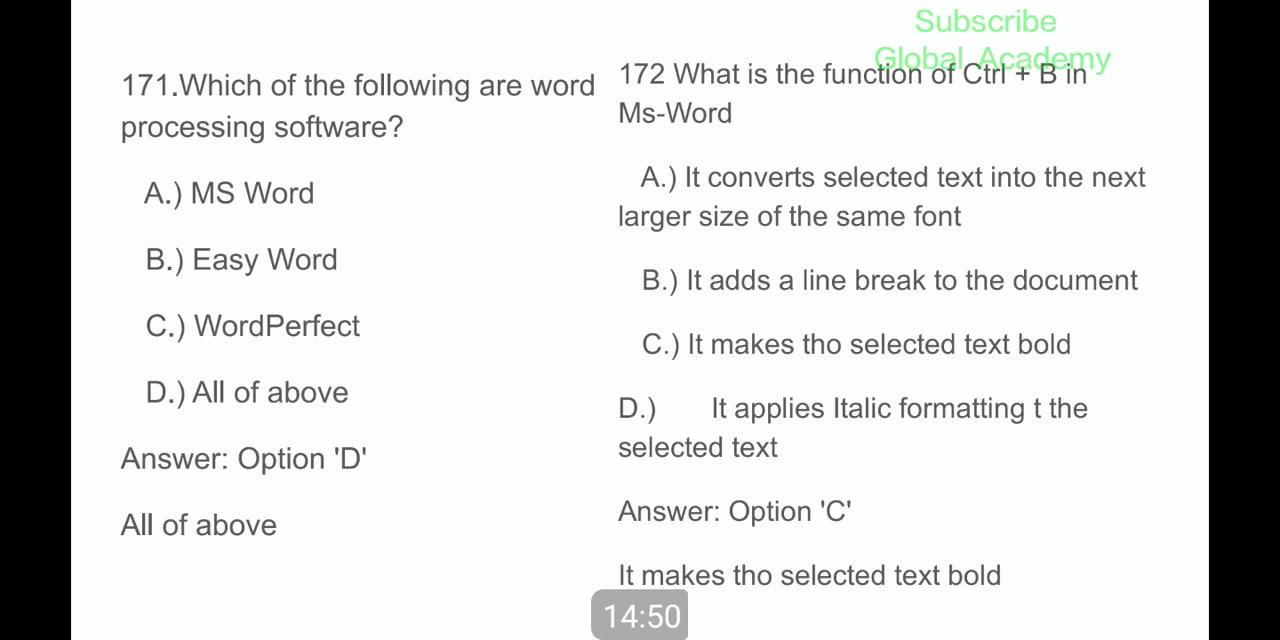 Subscribe
Global Academy
171.Which of the following are word
processing software?
A.) MS Word
B.) Easy Word
C.) WordPerfect
D.) All of above
Answer: Option 'D'
All of above
172 What is the function of Ctrl + B in
Ms-Word
A.) It converts selected text into the next
larger size of the same font
B.) It adds a line break to the document
C.) It makes tho selected text bold
D.) It applies Italic formatting t the
selected text
Answer: Option 'C'
It makes tho selected text bold
14:50